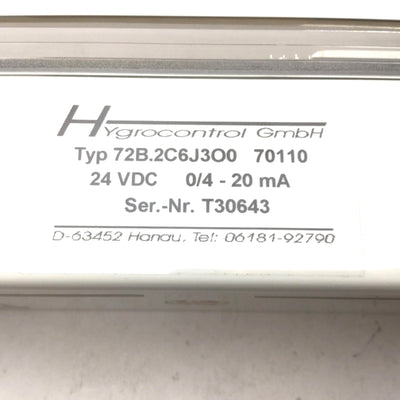 Hygrocontrol GmbH
Typ 72B.2C6J3O0 70110
24 VDC 0/4 - 20 mA
Ser.-Nr. T30643
D-63452 Hanau, Tel: 06181-92790